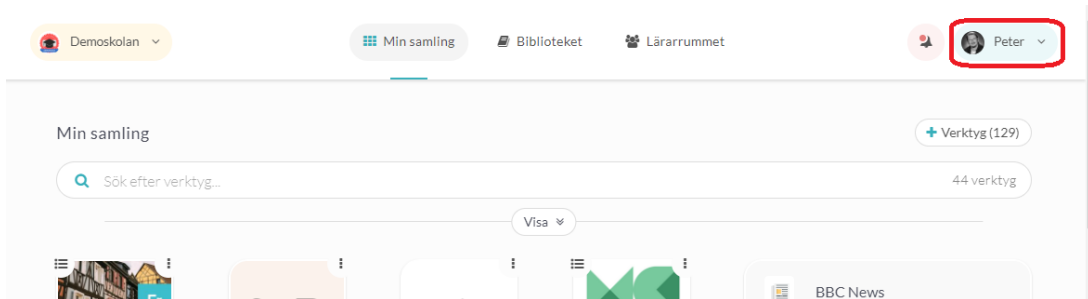 Demoskolan
Min samling
Biblioteket
Lärarrummet
Peter
Min samling
+ Verktyg (129)
Sök efter verktyg...
44 verktyg
Visa
BBC News